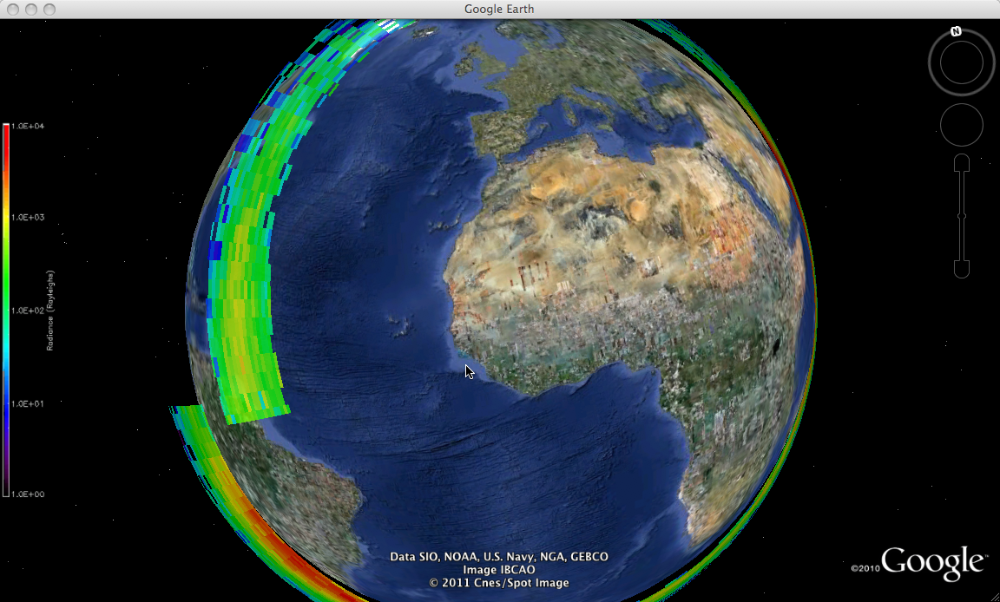 Google Earth
N
1.0E+04
1.0E+03
Radiance (Rayleighs)
1.0E+02
1.0E+01
1.0E+00
Data SIO, NOAA, U.S. Navy, NGA, GEBCO
Image IBCAO
© 2011 Cnes/Spot Image
©2010 Google™